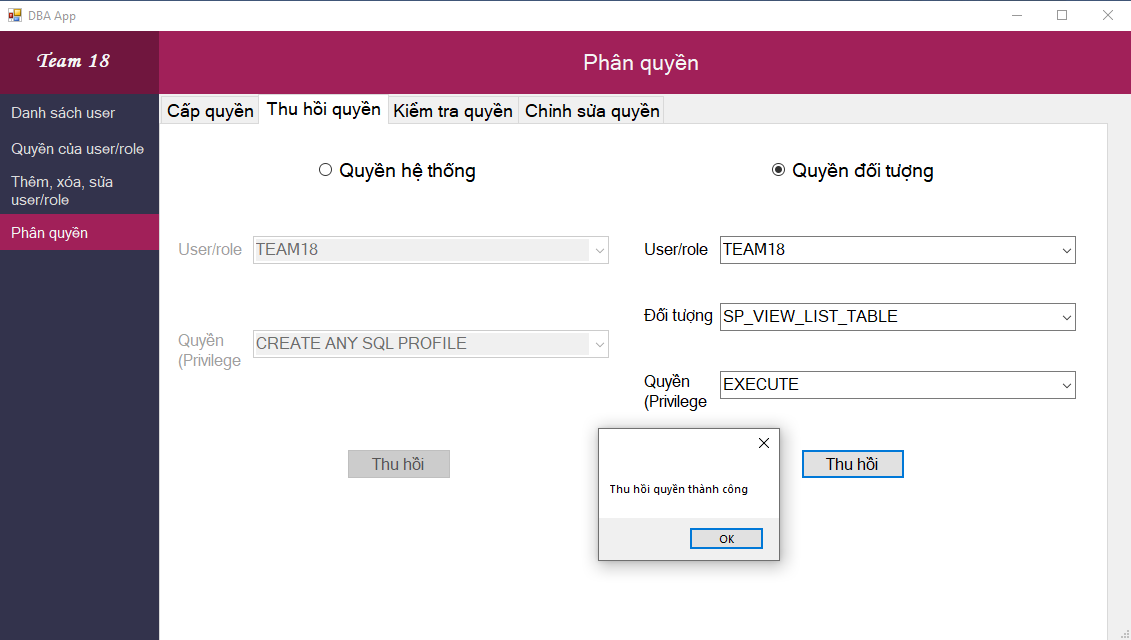 DBA App
Team 18
Phân quyền
Danh sách user
Quyền của user/role
Thêm, xóa, sửa
user/role
Phân quyền
Cấp quyền
Thu hồi quyền
Kiểm tra quyền
Chỉnh sửa quyền
Quyền hệ thống
Quyền đối tượng
User/role
TEAM18
User/role
TEAM18
Đối tượng
SP_VIEW_LIST_TABLE
Quyền
(Privilege
CREATE ANY SQL PROFILE
Quyền
(Privilege
EXECUTE
Thu hồi
Thu hồi
Thu hồi quyền thành công
OK